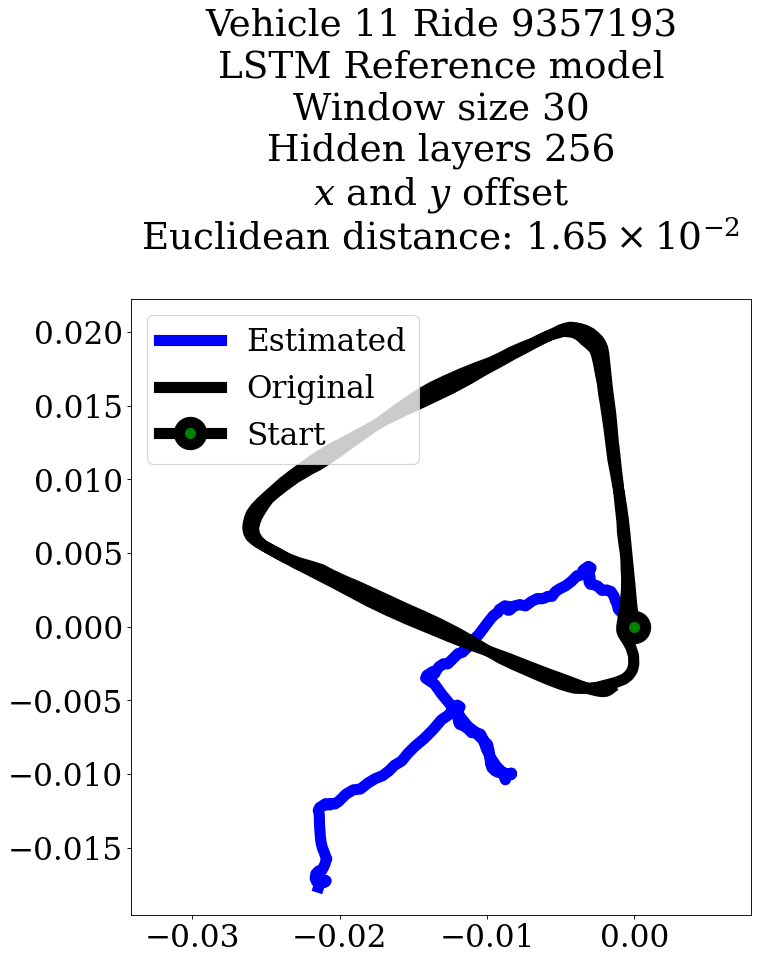 Vehicle 11 Ride 9357193
LSTM Reference model
Window size 30
Hidden layers 256
x and y offset
Euclidean distance: 1.65 × 10⁻²
Estimated
Original
Start
0.020
0.015
0.010
0.005
0.000
−0.005
−0.010
−0.015
−0.03 −0.02 −0.01 0.00